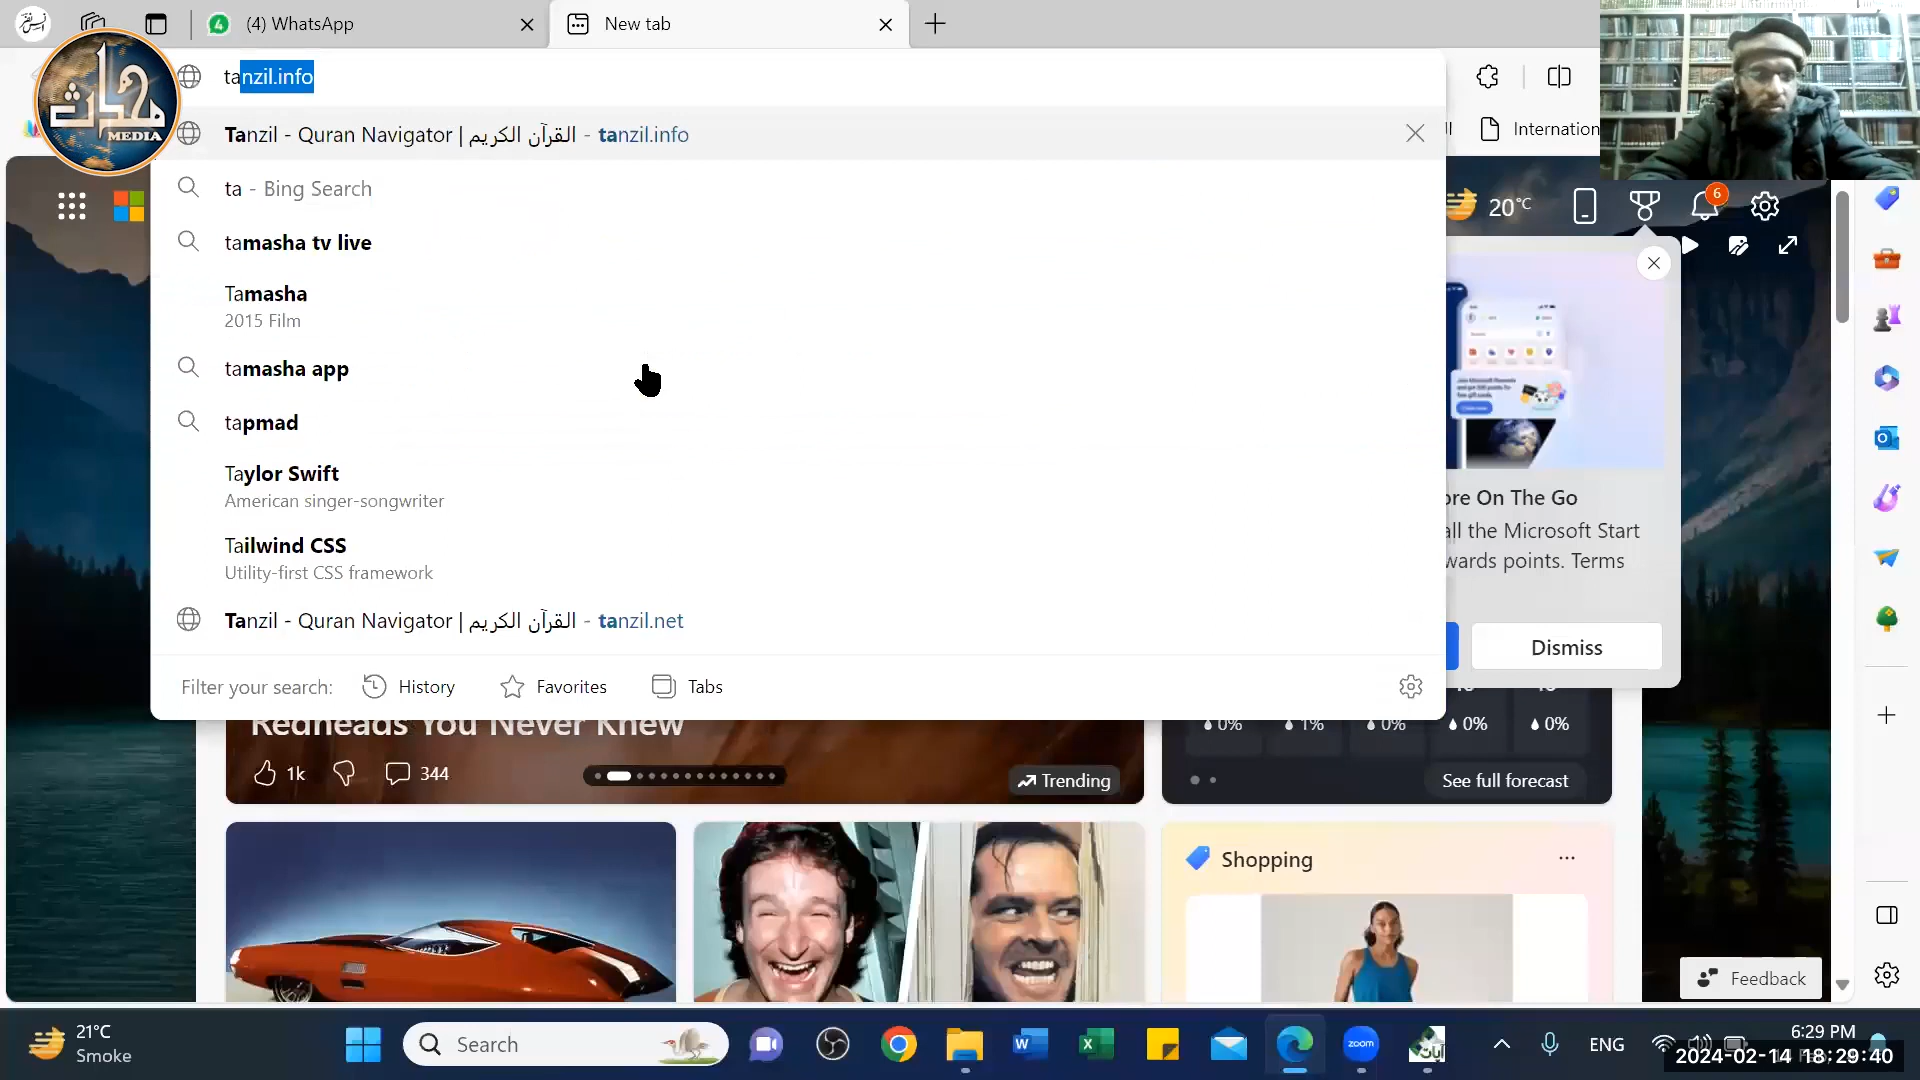 (4) WhatsApp
New tab
tanzil.info
محدث
MEDIA
Tanzil - Quran Navigator | القرآن الكريم - tanzil.info
Internation
ta - Bing Search
20°C
6
tamasha tv live
Tamasha
2015 Film
tamasha app
tapmad
Taylor Swift
American singer-songwriter
ore On The Go
all the Microsoft Start
wards points. Terms
Tailwind CSS
Utility-first CSS framework
Tanzil - Quran Navigator | القرآن الكريم - tanzil.net
Dismiss
Filter your search:
History
Favorites
Tabs
Redheads You Never Knew
0%
1%
0%
0%
0%
1k
344
Trending
See full forecast
Shopping
Feedback
21°C
Smoke
Search
zoom
آیات
ENG
6:29 PM
2024-02-14 18:29:40